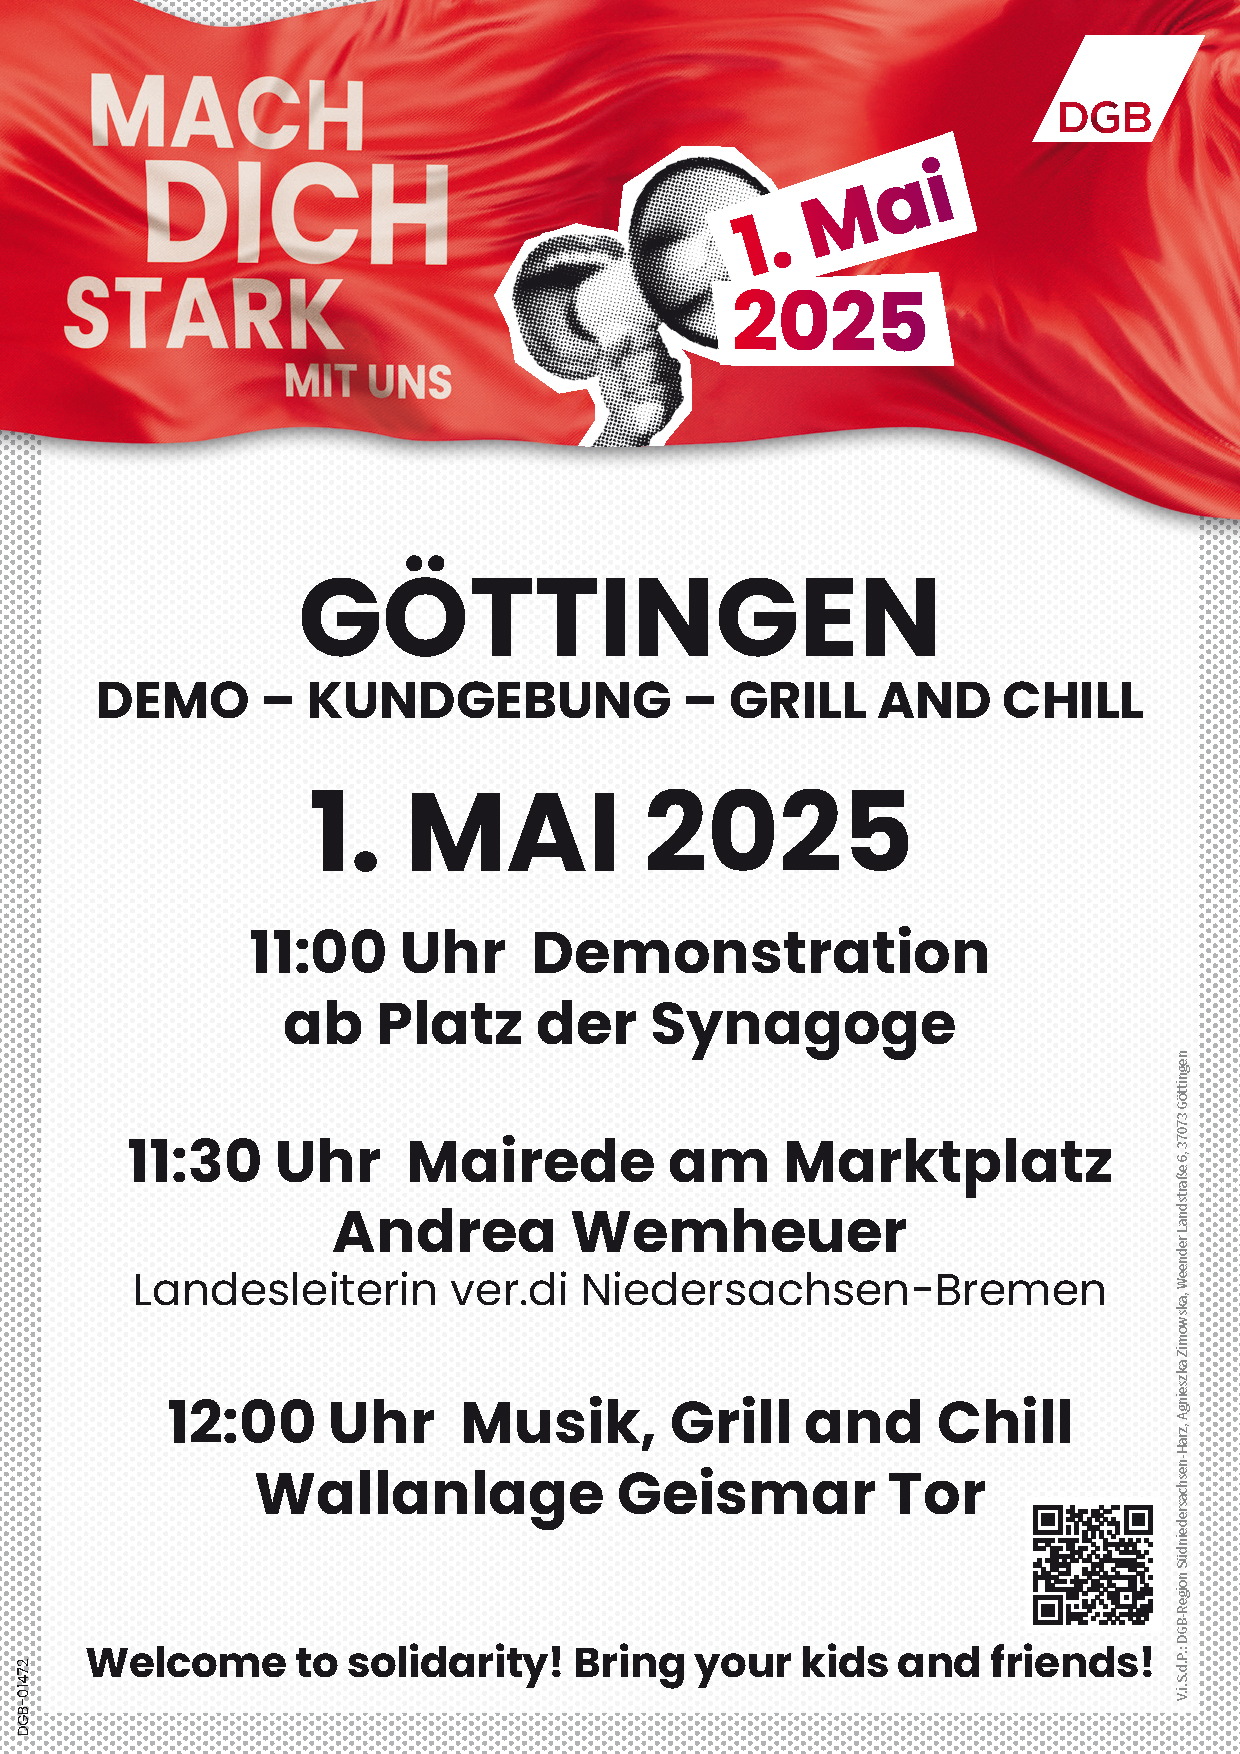 MACH
DICH
STARK
MIT UNS
DGB
1. Mai
2025
GÖTTINGEN
DEMO – KUNDGEBUNG – GRILL AND CHILL
1. MAI 2025
11:00 Uhr Demonstration
ab Platz der Synagoge
11:30 Uhr Mairede am Marktplatz
Andrea Wemheuer
Landesleiterin ver.di Niedersachsen-Bremen
12:00 Uhr Musik, Grill and Chill
Wallanlage Geismar Tor
Welcome to solidarity! Bring your kids and friends!
V.i.S.d.P.: DGB-Region Südniedersachsen-Harz, Agnieszka Zimowska, Weender Landstraße 6, 37073 Göttingen
DGB-01472